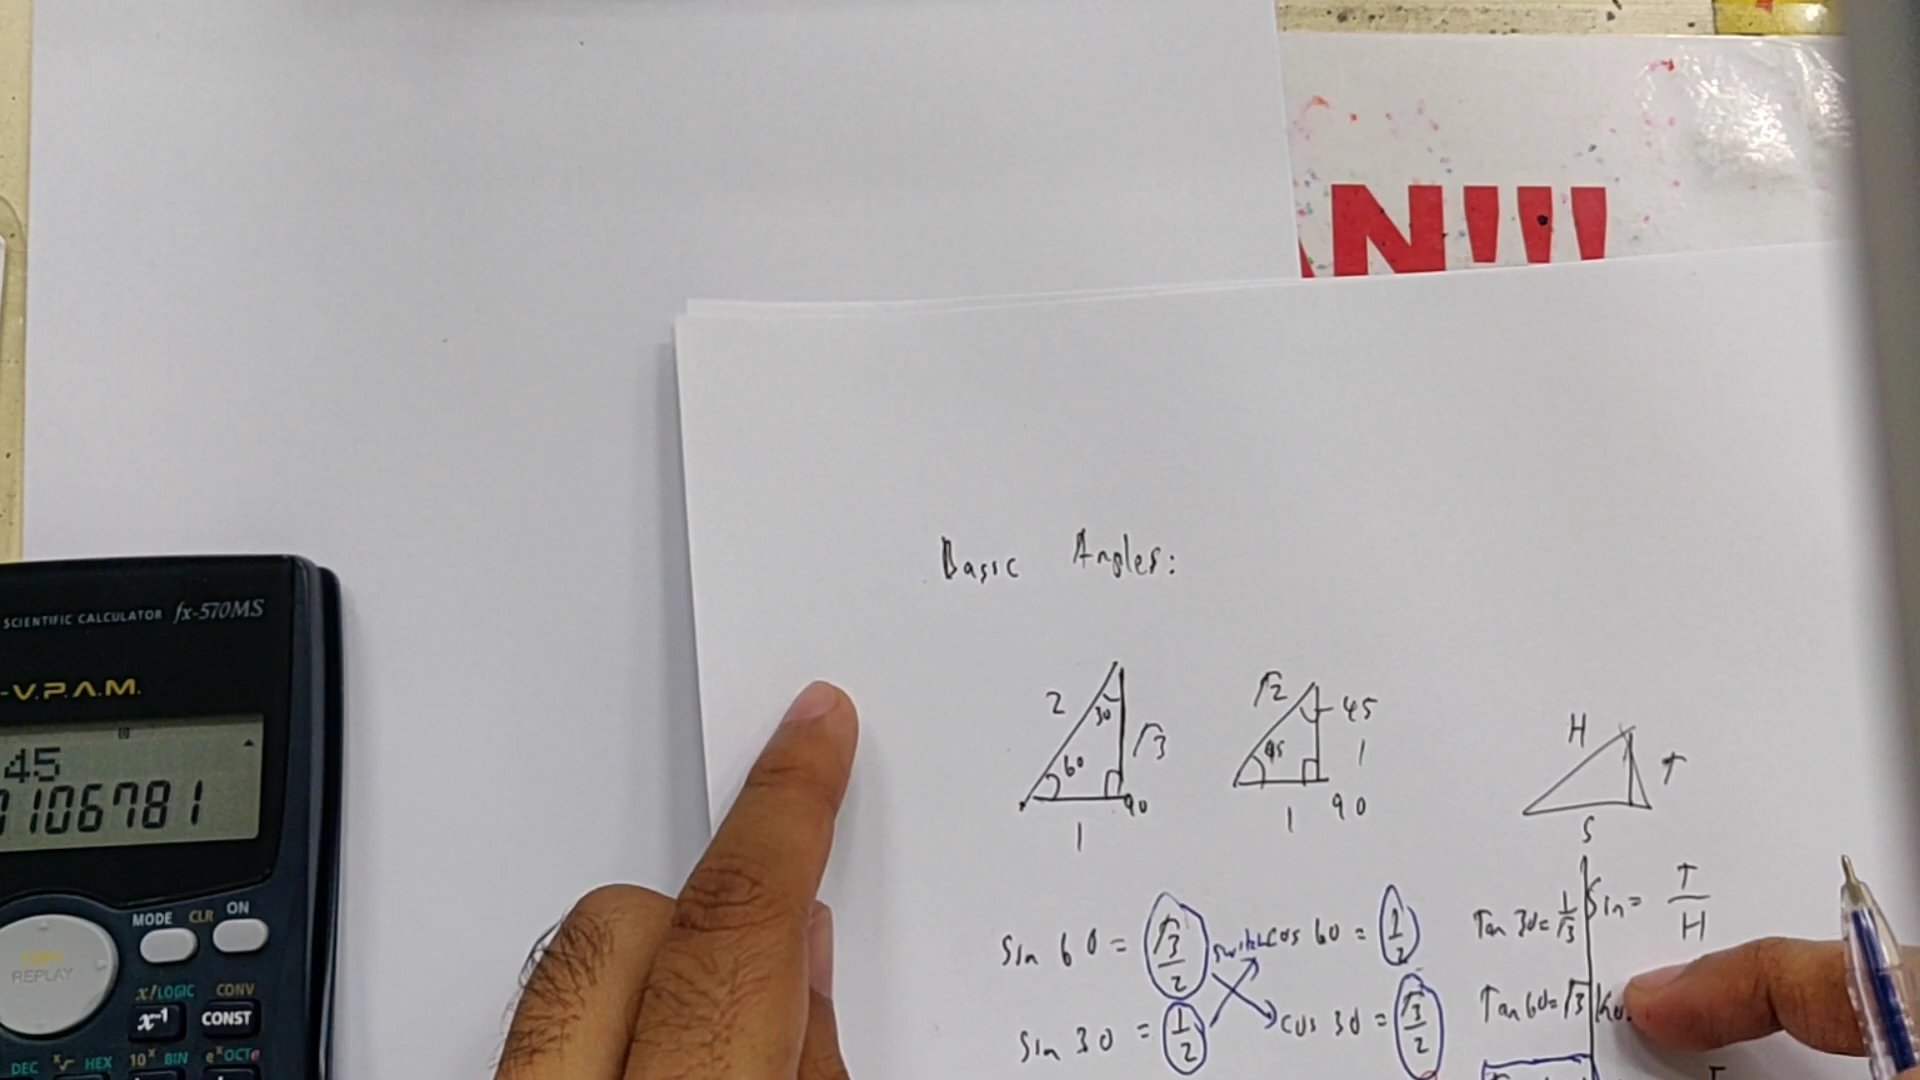 N!!!
Basic Angles:
2
30
60
√3
90
1
√2
45
45
1
1
90
H
T
S
Sin 60 = √3/2
switch
cos 60 = 1/2
Tan 30 = 1/√3
Sin = T/H
Sin 30 = 1/2
cos 30 = √3/2
Tan 60 = √3
SCIENTIFIC CALCULATOR fx-570MS
-V.P.A.M.
45
106781
MODE CLR ON
REPLAY
x!LOGIC CONV
x⁻¹ CONST
DEC HEX 10ˣ BIN eˣ OCT e